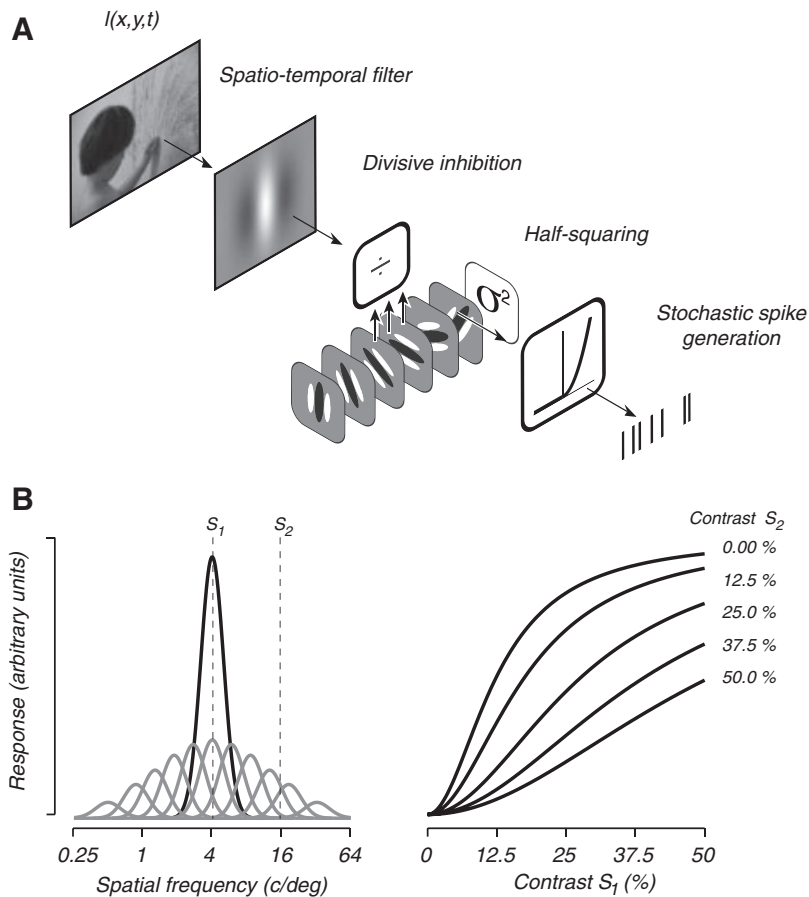 A
I(x,y,t)
Spatio-temporal filter
Divisive inhibition
÷
Half-squaring
σ²
Stochastic spike
generation
B
S₁
S₂
Response (arbitrary units)
0.25 1 4 16 64
Spatial frequency (c/deg)
Contrast S₂
0.00 %
12.5 %
25.0 %
37.5 %
50.0 %
0 12.5 25 37.5 50
Contrast S₁ (%)